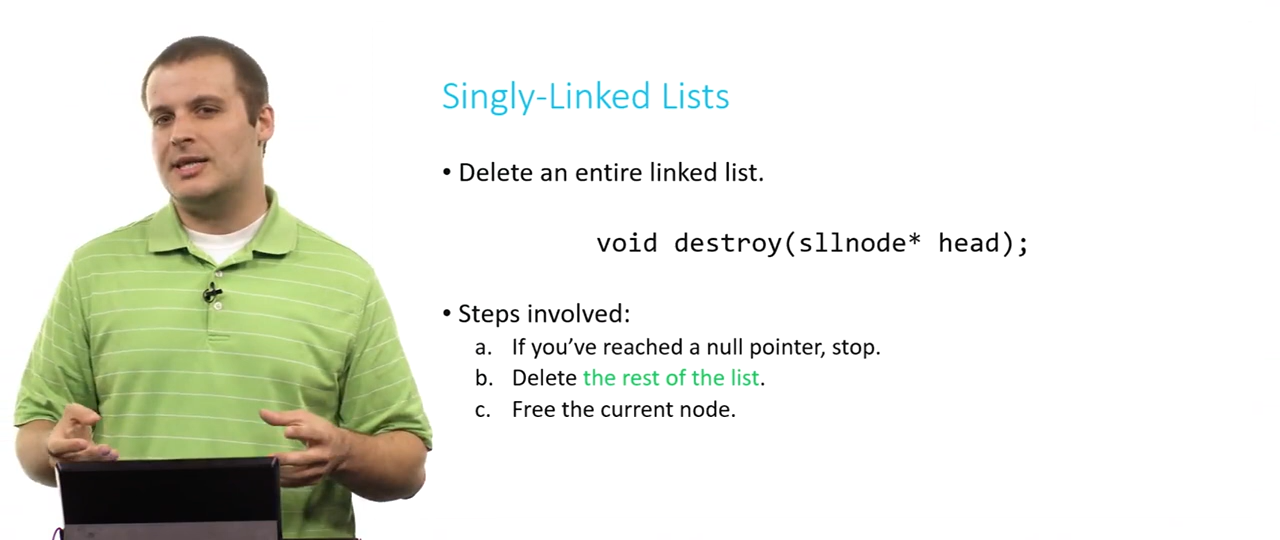 Singly-Linked Lists
• Delete an entire linked list.
void destroy(sllnode* head);
• Steps involved:
a. If you’ve reached a null pointer, stop.
b. Delete the rest of the list.
c. Free the current node.